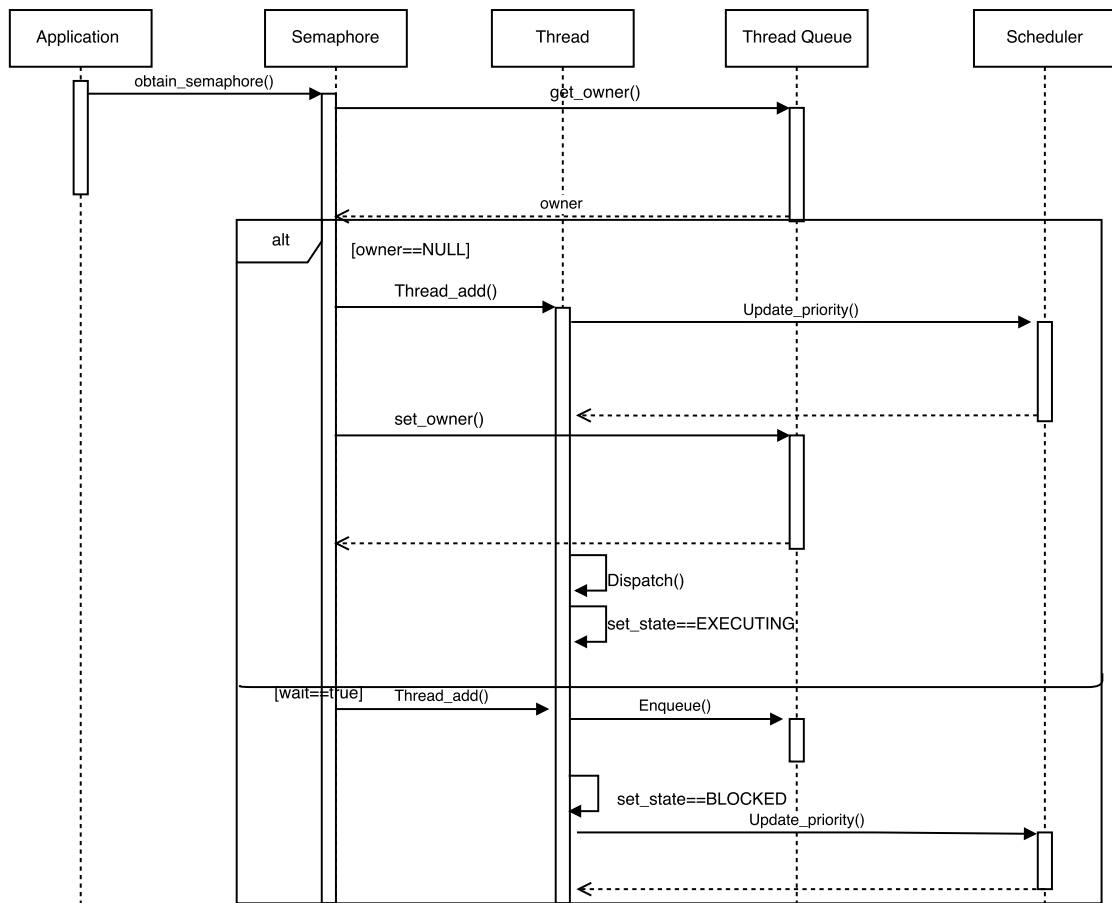 Application
Semaphore
Thread
Thread Queue
Scheduler
obtain_semaphore()
get_owner()
owner
alt
[owner==NULL]
Thread_add()
Update_priority()
set_owner()
Dispatch()
set_state==EXECUTING
[wait==true]
Thread_add()
Enqueue()
set_state==BLOCKED
Update_priority()